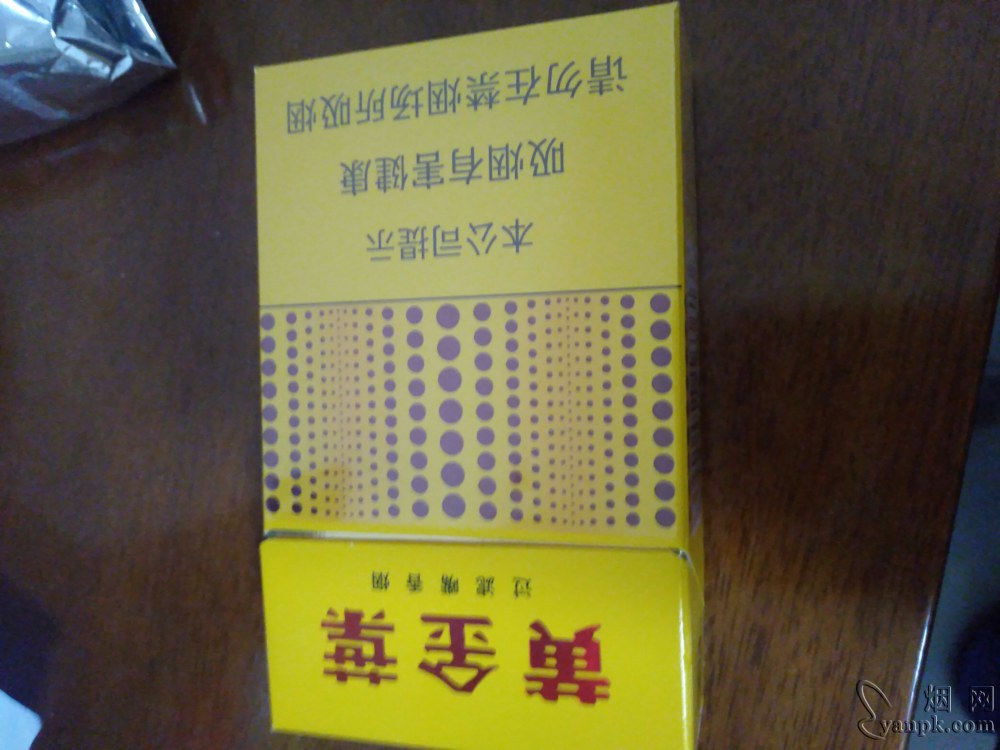 黄金葉
过滤嘴香烟
本公司提示
吸烟有害健康
请勿在禁烟场所吸烟
烟网
yanpk.com